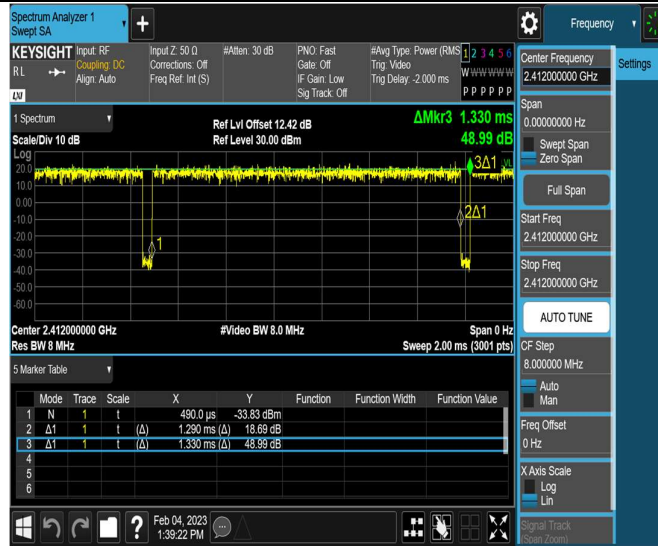 Spectrum Analyzer 1
Swept SA
Frequency
KEYSIGHT Input: RF Input Z: 50 Ω #Atten: 30 dB PNO: Fast #Avg Type: Power (RMS 1 2 3 4 5 6
RL Coupling: DC Corrections: Off Gate: Off Trig: Video W W W W W W
Align: Auto Freq Ref: Int (S) IF Gain: Low Trig Delay: -2.000 ms
LXI Sig Track: Off P P P P P P
1 Spectrum
Ref Lvl Offset 12.42 dB ΔMkr3 1.330 ms
Scale/Div 10 dB Ref Level 30.00 dBm 48.99 dB
Log
20.0 3Δ1
10.0
0.00
-10.0 2Δ1
-20.0
-30.0 1
-40.0
-50.0
-60.0
Center 2.412000000 GHz #Video BW 8.0 MHz Span 0 Hz
Res BW 8 MHz Sweep 2.00 ms (3001 pts)
5 Marker Table
Mode Trace Scale X Y Function Function Width Function Value
1 N 1 t 490.0 µs -33.83 dBm
2 Δ1 1 t (Δ) 1.290 ms (Δ) 18.69 dB
3 Δ1 1 t (Δ) 1.330 ms (Δ) 48.99 dB
4
5
6
Feb 04, 2023
1:39:22 PM
Center Frequency
2.412000000 GHz
Settings
Span
0.00000000 Hz
Swept Span
Zero Span
Full Span
Start Freq
2.412000000 GHz
Stop Freq
2.412000000 GHz
AUTO TUNE
CF Step
8.000000 MHz
Auto
Man
Freq Offset
0 Hz
X Axis Scale
Log
Lin
Signal Track
(Span Zoom)